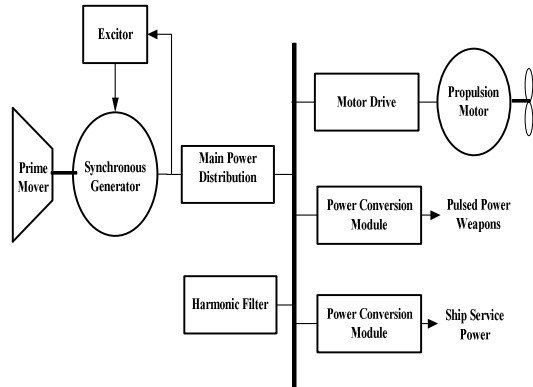 Excitor
Prime
Mover
Synchronous
Generator
Main Power
Distribution
Harmonic Filter
Motor Drive
Propulsion
Motor
Power Conversion
Module
Pulsed Power
Weapons
Power Conversion
Module
Ship Service
Power